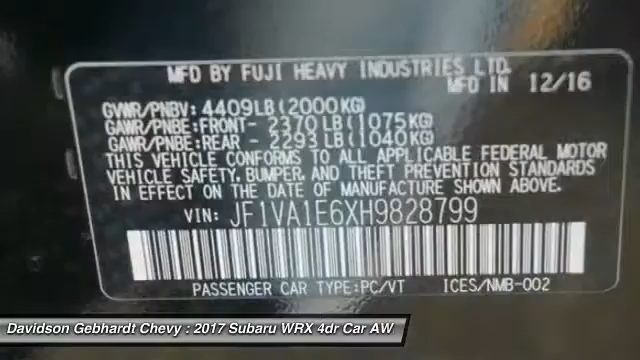 MFD BY FUJI HEAVY INDUSTRIES LTD.
MFD IN 12/16
GVWR/PNBV: 4409LB (2000KG)
GAWR/PNBE:FRONT- 2370 LB (1075KG)
GAWR/PNBE:REAR - 2293 LB (1040KG)
THIS VEHICLE CONFORMS TO ALL APPLICABLE FEDERAL MOTOR
VEHICLE SAFETY, BUMPER, AND THEFT PREVENTION STANDARDS
IN EFFECT ON THE DATE OF MANUFACTURE SHOWN ABOVE.
VIN: JF1VA1E6XH9828799
PASSENGER CAR TYPE:PC/VT ICES/NMB-002
Davidson Gebhardt Chevy : 2017 Subaru WRX 4dr Car AW